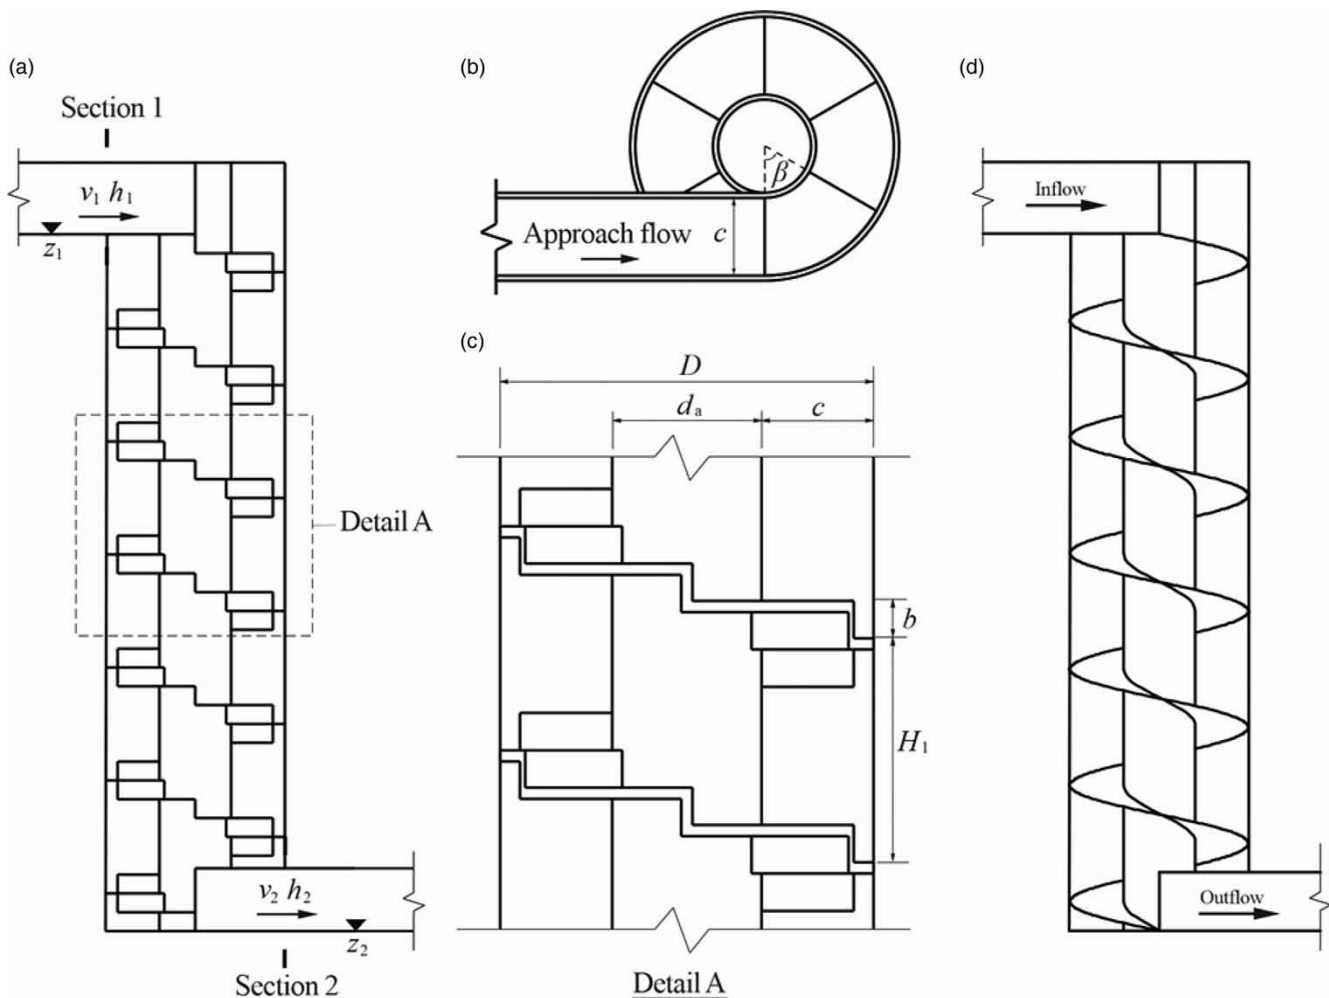 (a)
Section 1
v1 h1
z1
Detail A
v2 h2
z2
Section 2
(b)
β
Approach flow
c
(c)
D
da
c
b
H1
Detail A
(d)
Inflow
Outflow